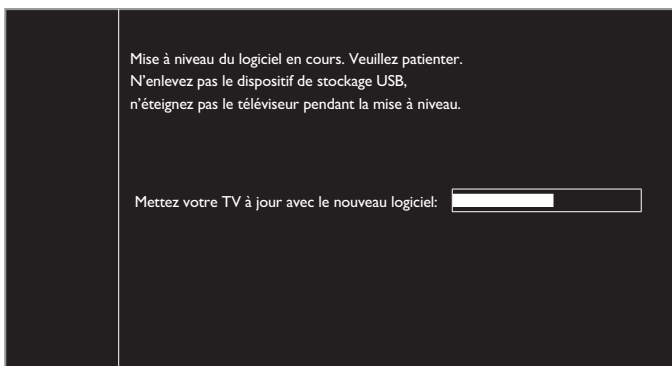 Mise à niveau du logiciel en cours. Veuillez patienter.
N’enlevez pas le dispositif de stockage USB,
n’éteignez pas le téléviseur pendant la mise à niveau.
Mettez votre TV à jour avec le nouveau logiciel: